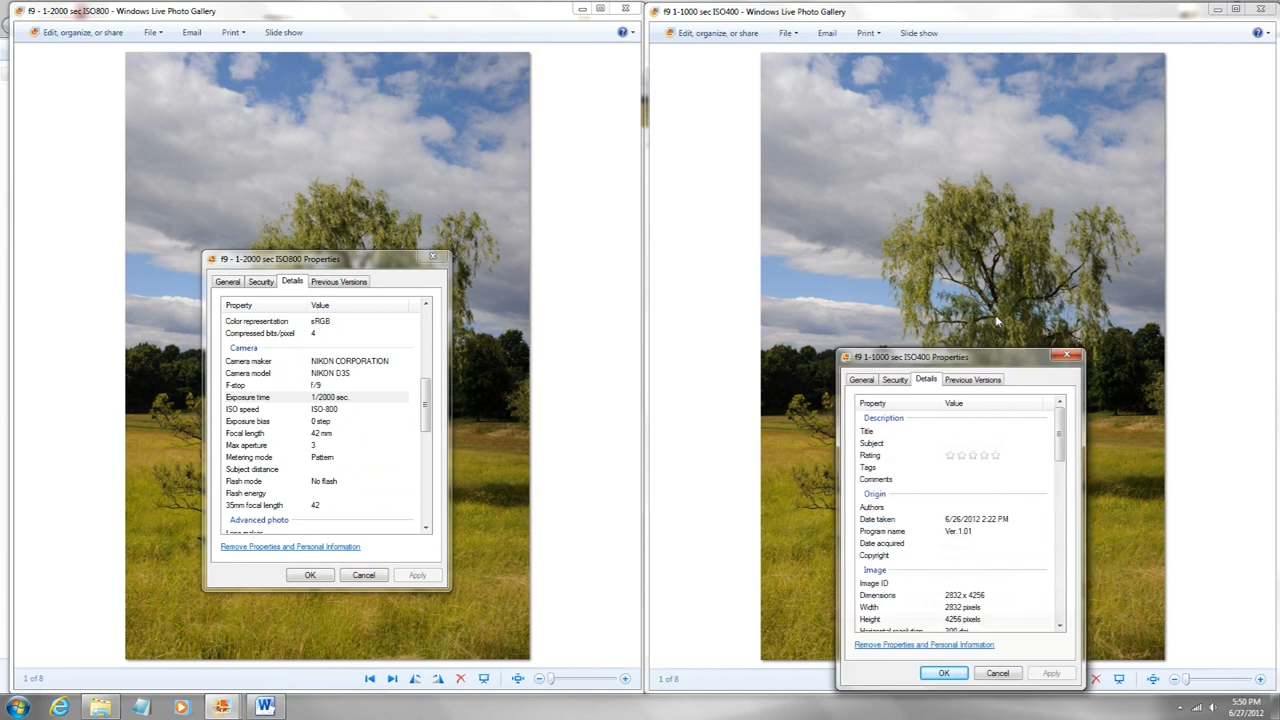 f9 - 1-2000 sec ISO800 - Windows Live Photo Gallery
Edit, organize, or share File Email Print Slide show
f9 - 1-2000 sec ISO800 Properties
General Security Details Previous Versions
Property Value
Color representation sRGB
Compressed bits/pixel 4
Camera
Camera maker NIKON CORPORATION
Camera model NIKON D3S
F-stop f/9
Exposure time 1/2000 sec.
ISO speed ISO-800
Exposure bias 0 step
Focal length 42 mm
Max aperture 3
Metering mode Pattern
Subject distance
Flash mode No flash
Flash energy
35mm focal length 42
Advanced photo
Remove Properties and Personal Information
OK Cancel Apply
1 of 8
f9 1-1000 sec ISO400 - Windows Live Photo Gallery
Edit, organize, or share File Email Print Slide show
f9 1-1000 sec ISO400 Properties
General Security Details Previous Versions
Property Value
Description
Title
Subject
Rating
Tags
Comments
Origin
Authors
Date taken 6/26/2012 2:22 PM
Program name Ver.1.01
Date acquired
Copyright
Image
Image ID
Dimensions 2832 x 4256
Width 2832 pixels
Height 4256 pixels
Remove Properties and Personal Information
OK Cancel Apply
1 of 8
5:50 PM
6/27/2012